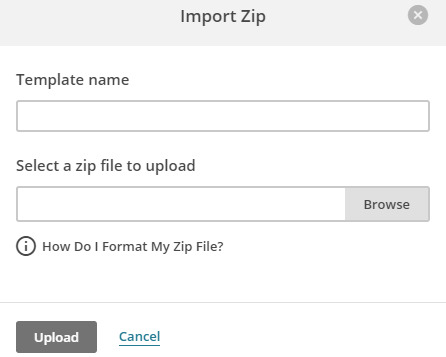 Import Zip
Template name
Select a zip file to upload
Browse
How Do I Format My Zip File?
Upload
Cancel